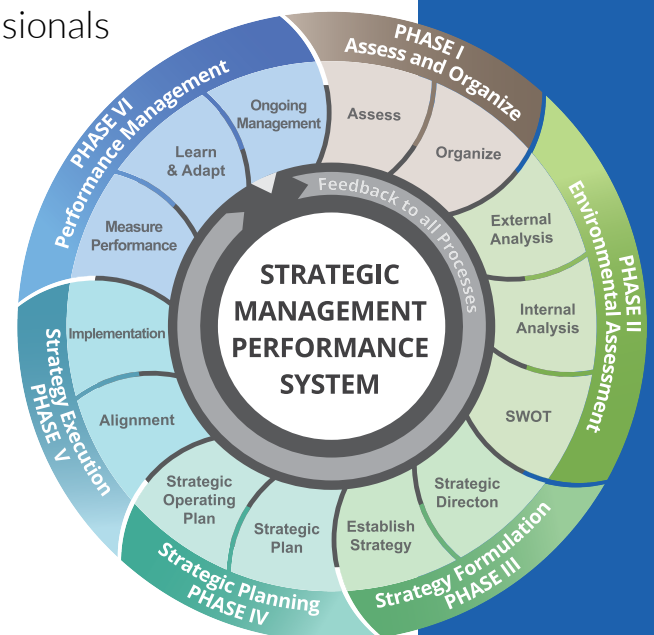 sionals
PHASE I
Assess and Organize
Assess
Organize
PHASE II
Environmental Assessment
External
Analysis
Internal
Analysis
SWOT
Strategy Formulation
PHASE III
Strategic
Directon
Establish
Strategy
Strategic Planning
PHASE IV
Strategic
Plan
Strategic
Operating
Plan
Strategy Execution
PHASE V
Alignment
Implementation
PHASE VI
Performance Management
Measure
Performance
Learn
& Adapt
Ongoing
Management
Feedback to all Processes
STRATEGIC
MANAGEMENT
PERFORMANCE
SYSTEM